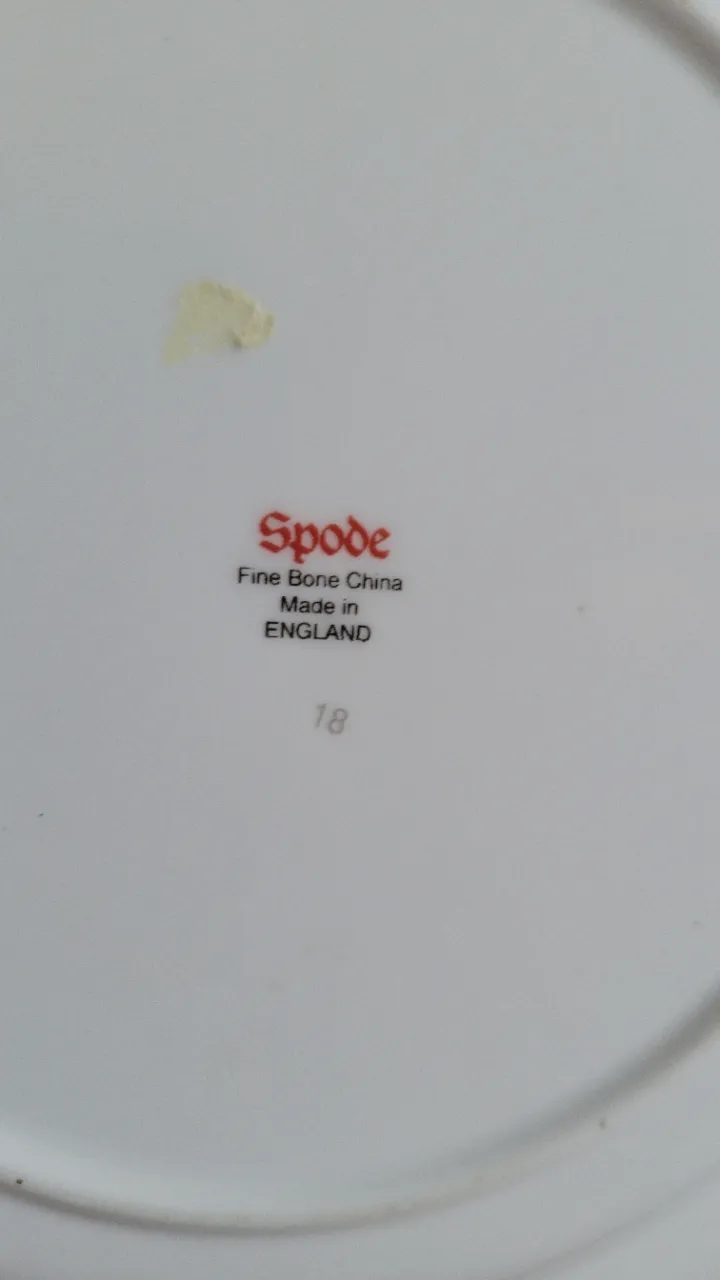 Spode
Fine Bone China
Made in
ENGLAND
18